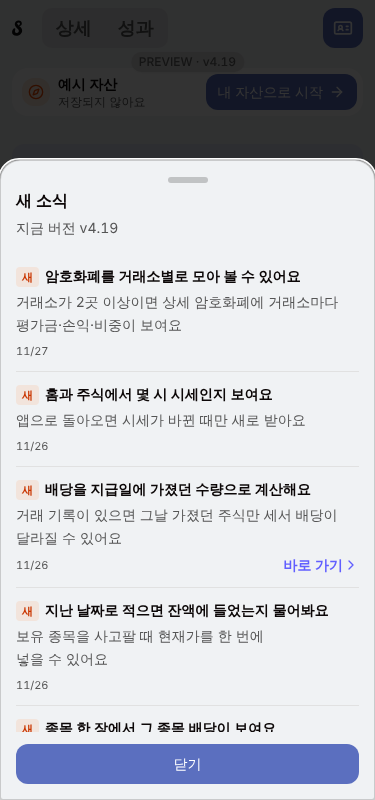 S 상세 성과
PREVIEW · v4.19
예시 자산
저장되지 않아요
내 자산으로 시작
새 소식
지금 버전 v4.19
새 암호화폐를 거래소별로 모아 볼 수 있어요
거래소가 2곳 이상이면 상세 암호화폐에 거래소마다
평가금·손익·비중이 보여요
11/27
새 홈과 주식에서 몇 시 시세인지 보여요
앱으로 돌아오면 시세가 바뀐 때만 새로 받아요
11/26
새 배당을 지급일에 가졌던 수량으로 계산해요
거래 기록이 있으면 그날 가졌던 주식만 세서 배당이
달라질 수 있어요
11/26 바로 가기
새 지난 날짜로 적으면 잔액에 들었는지 물어봐요
보유 종목을 사고팔 때 현재가를 한 번에
넣을 수 있어요
11/26
새 종목 한 장에서 그 종목 배당이 보여요
닫기